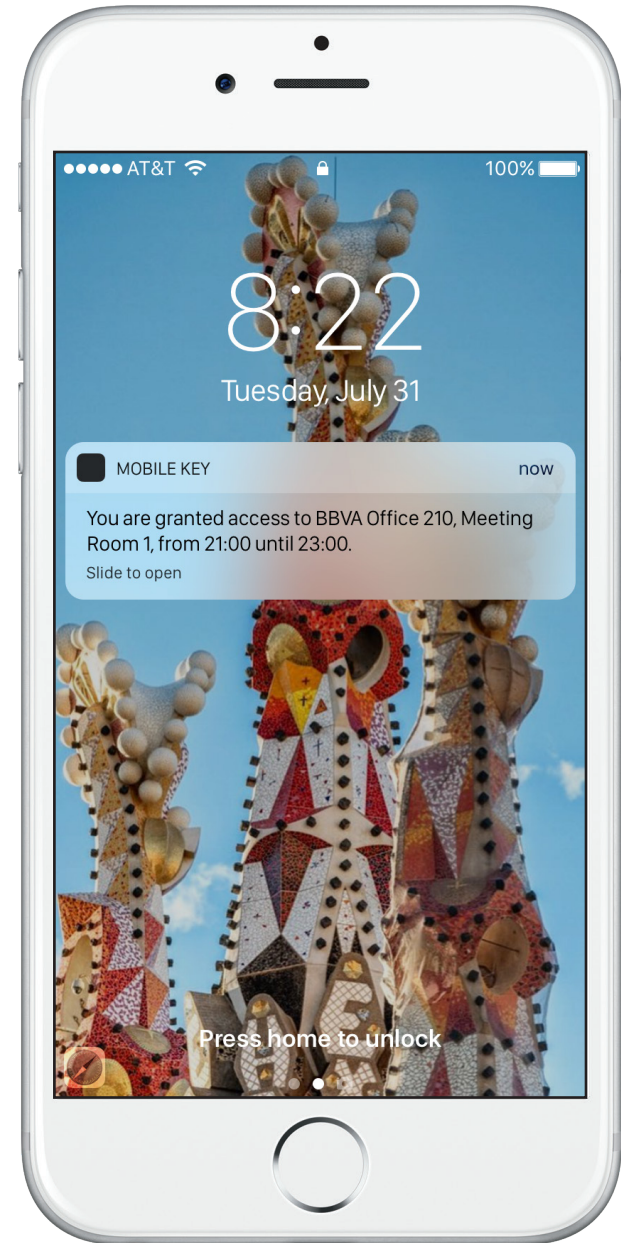 AT&T 100%
8:22
Tuesday, July 31
MOBILE KEY now
You are granted access to BBVA Office 210, Meeting
Room 1, from 21:00 until 23:00.
Slide to open
Press home to unlock